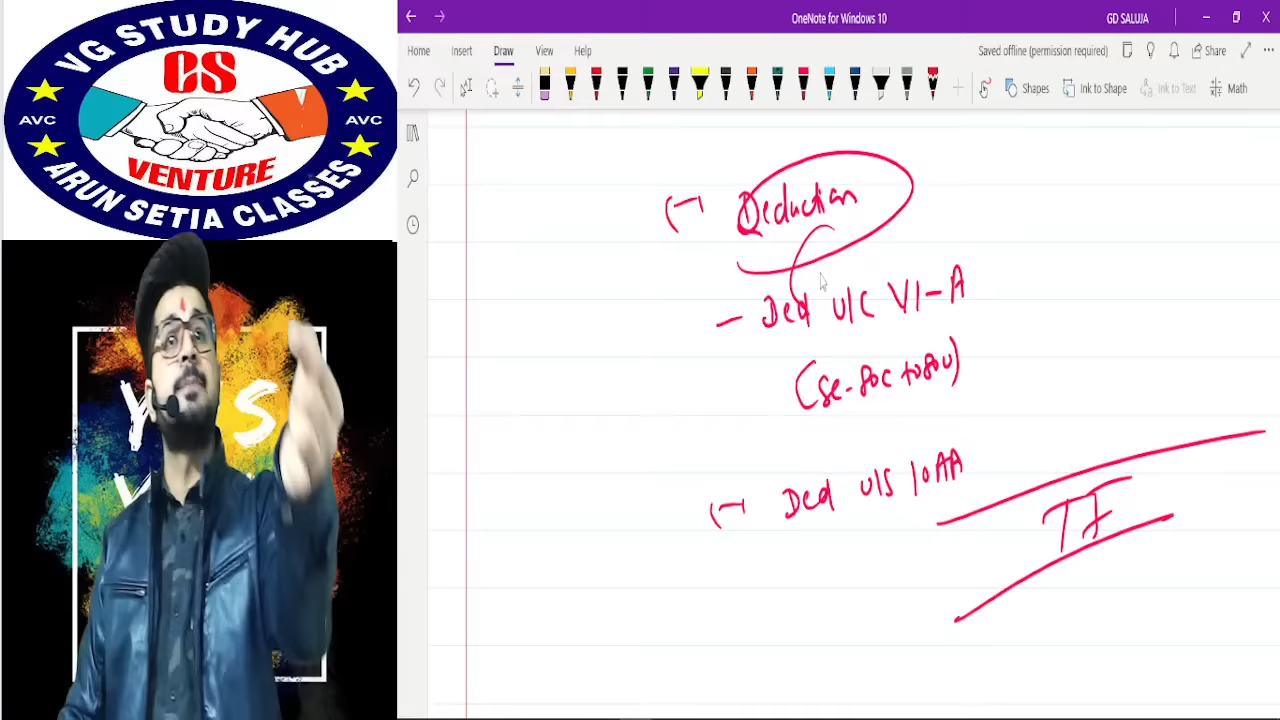 VG STUDY HUB
CS
AVC
AVC
VENTURE
ARUN SETIA CLASSES
OneNote for Windows 10
GD SALUJA
Home
Insert
Draw
View
Help
Saved offline (permission required)
Share
Shapes
Ink to Shape
Ink to Text
Math
(-) Deduction
- Ded u/c VI-A
(se-80c to 80U)
(-) Ded u/s 10AA
TI
Y S